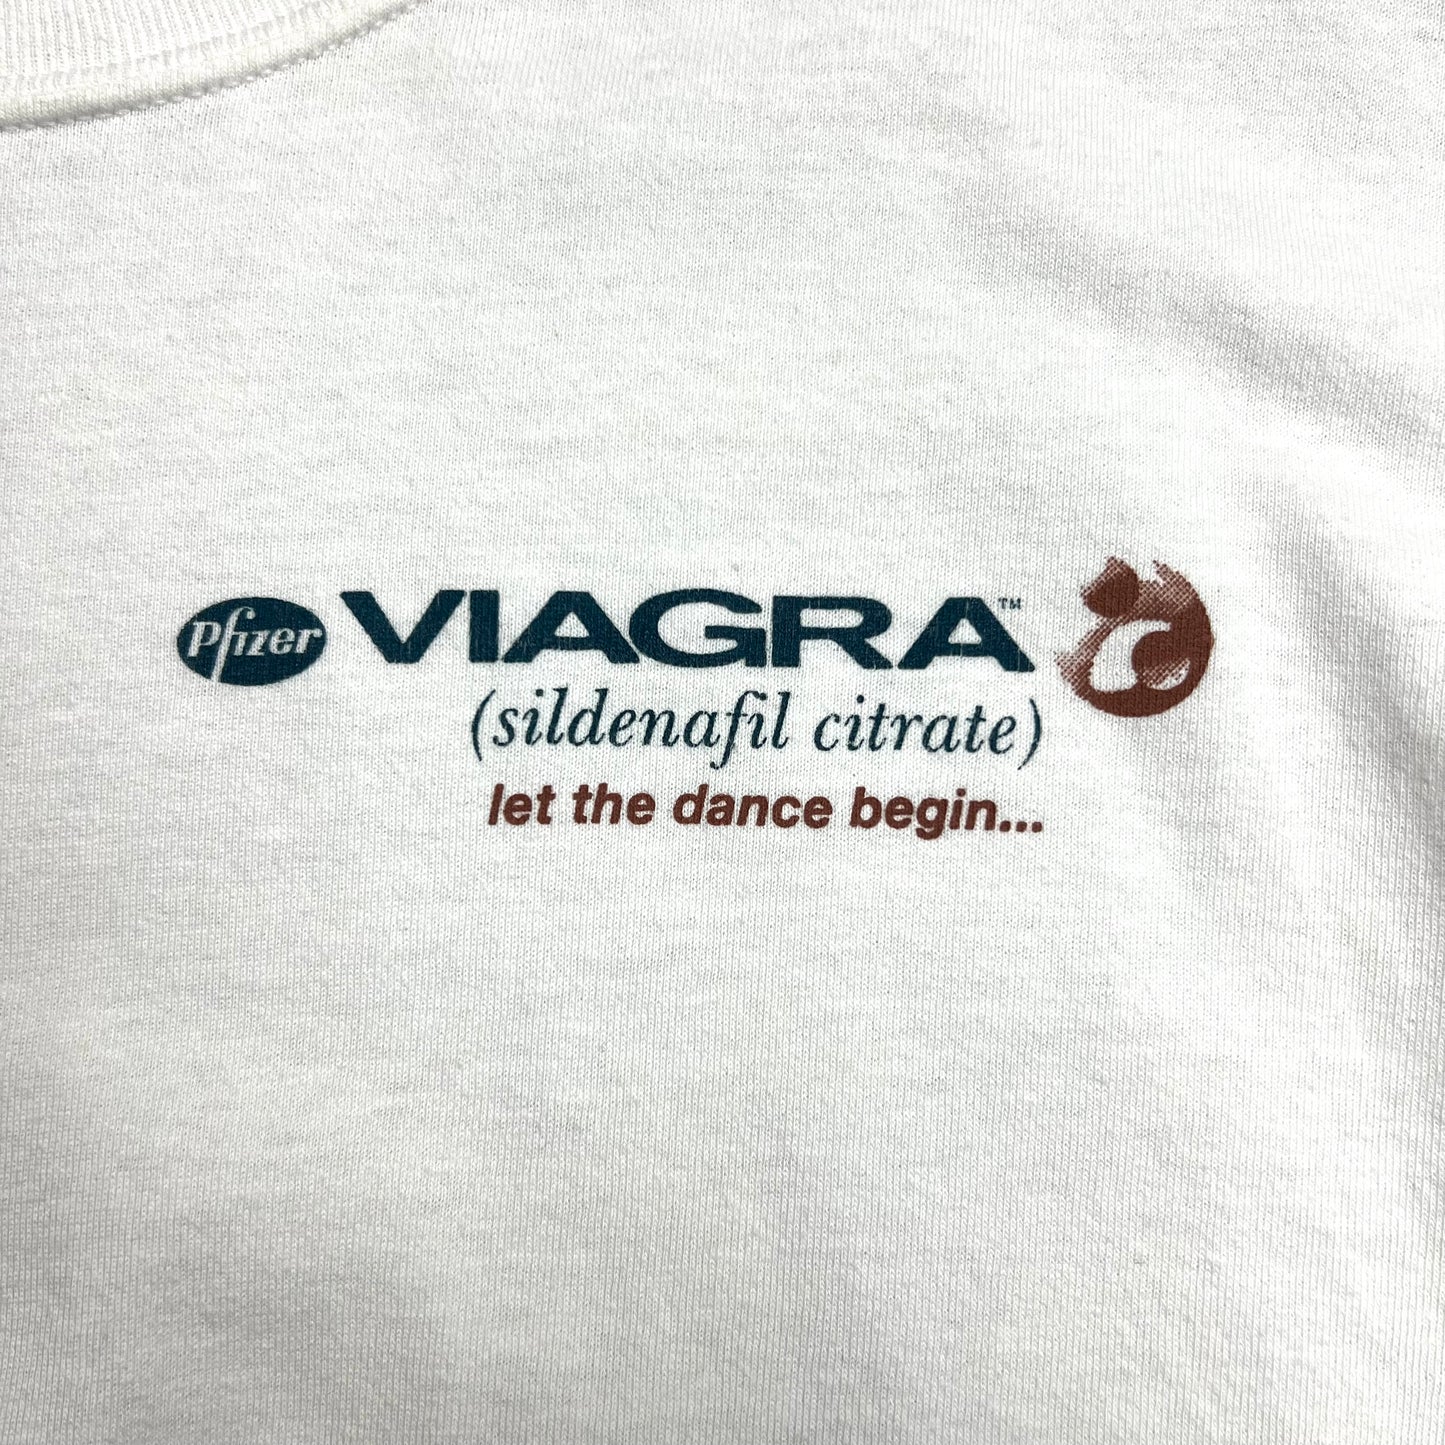 Pfizer VIAGRA™
(sildenafil citrate)
let the dance begin...